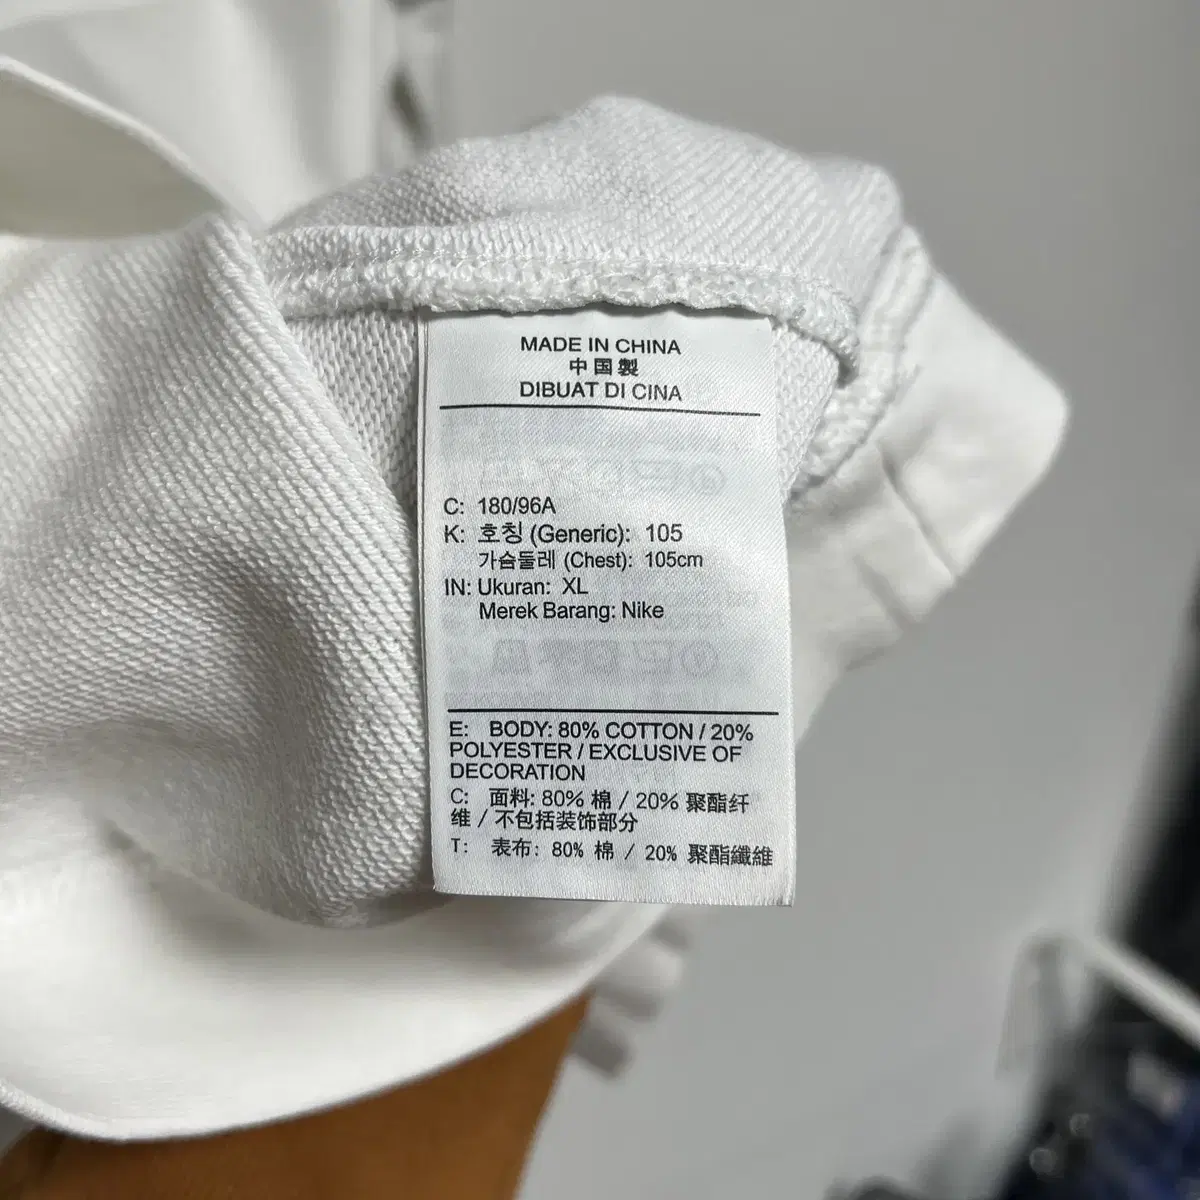 MADE IN CHINA
中国製
DIBUAT DI CINA
C: 180/96A
K: 호칭 (Generic): 105
가슴둘레 (Chest): 105cm
IN: Ukuran: XL
Merek Barang: Nike
E: BODY: 80% COTTON / 20%
POLYESTER / EXCLUSIVE OF
DECORATION
C: 面料: 80% 棉 / 20% 聚酯纤
维 / 不包括装饰部分
T: 表布: 80% 棉 / 20% 聚酯纖維